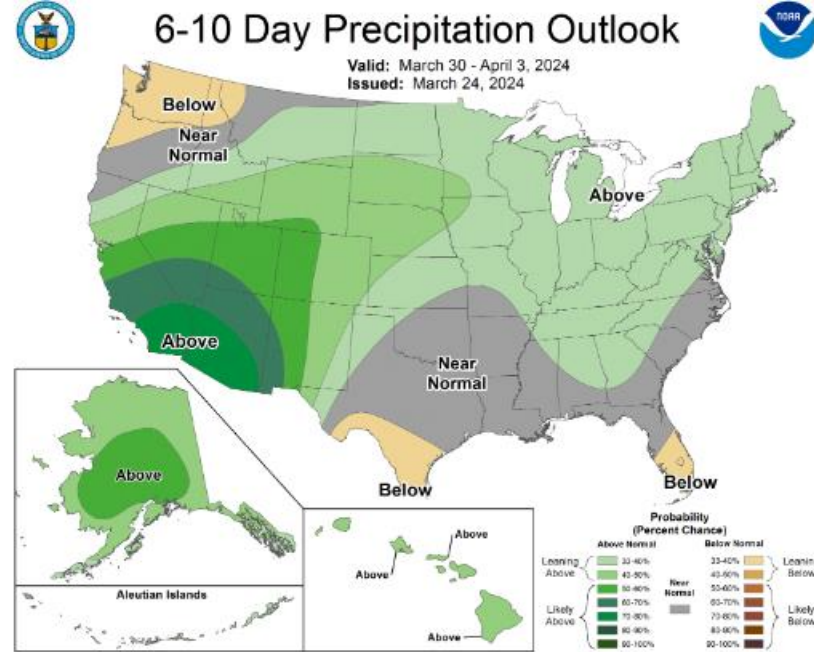 6-10 Day Precipitation Outlook
NOAA
Valid: March 30 - April 3, 2024
Issued: March 24, 2024
Below
Near
Normal
Above
Above
Near
Normal
Below
Below
Above
Aleutian Islands
Above
Above
Above
Probability
(Percent Chance)
Above Normal
Below Normal
Leaning
Above
Likely
Above
33-40%
40-50%
50-60%
60-70%
70-80%
80-90%
90-100%
Near
Normal
33-40%
40-50%
50-60%
60-70%
70-80%
80-90%
90-100%
Leaning
Below
Likely
Below